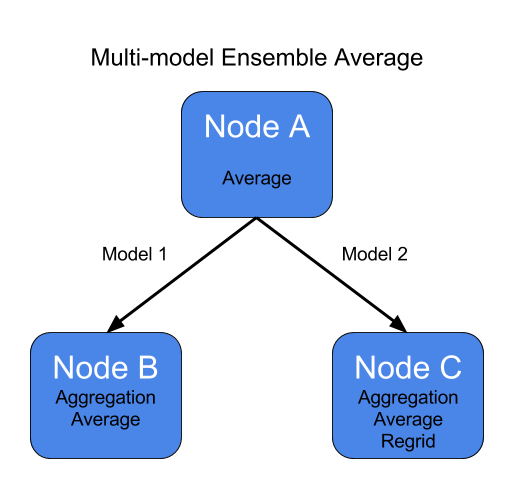 Multi-model Ensemble Average
Node A
Average
Model 1
Model 2
Node B
Aggregation
Average
Node C
Aggregation
Average
Regrid